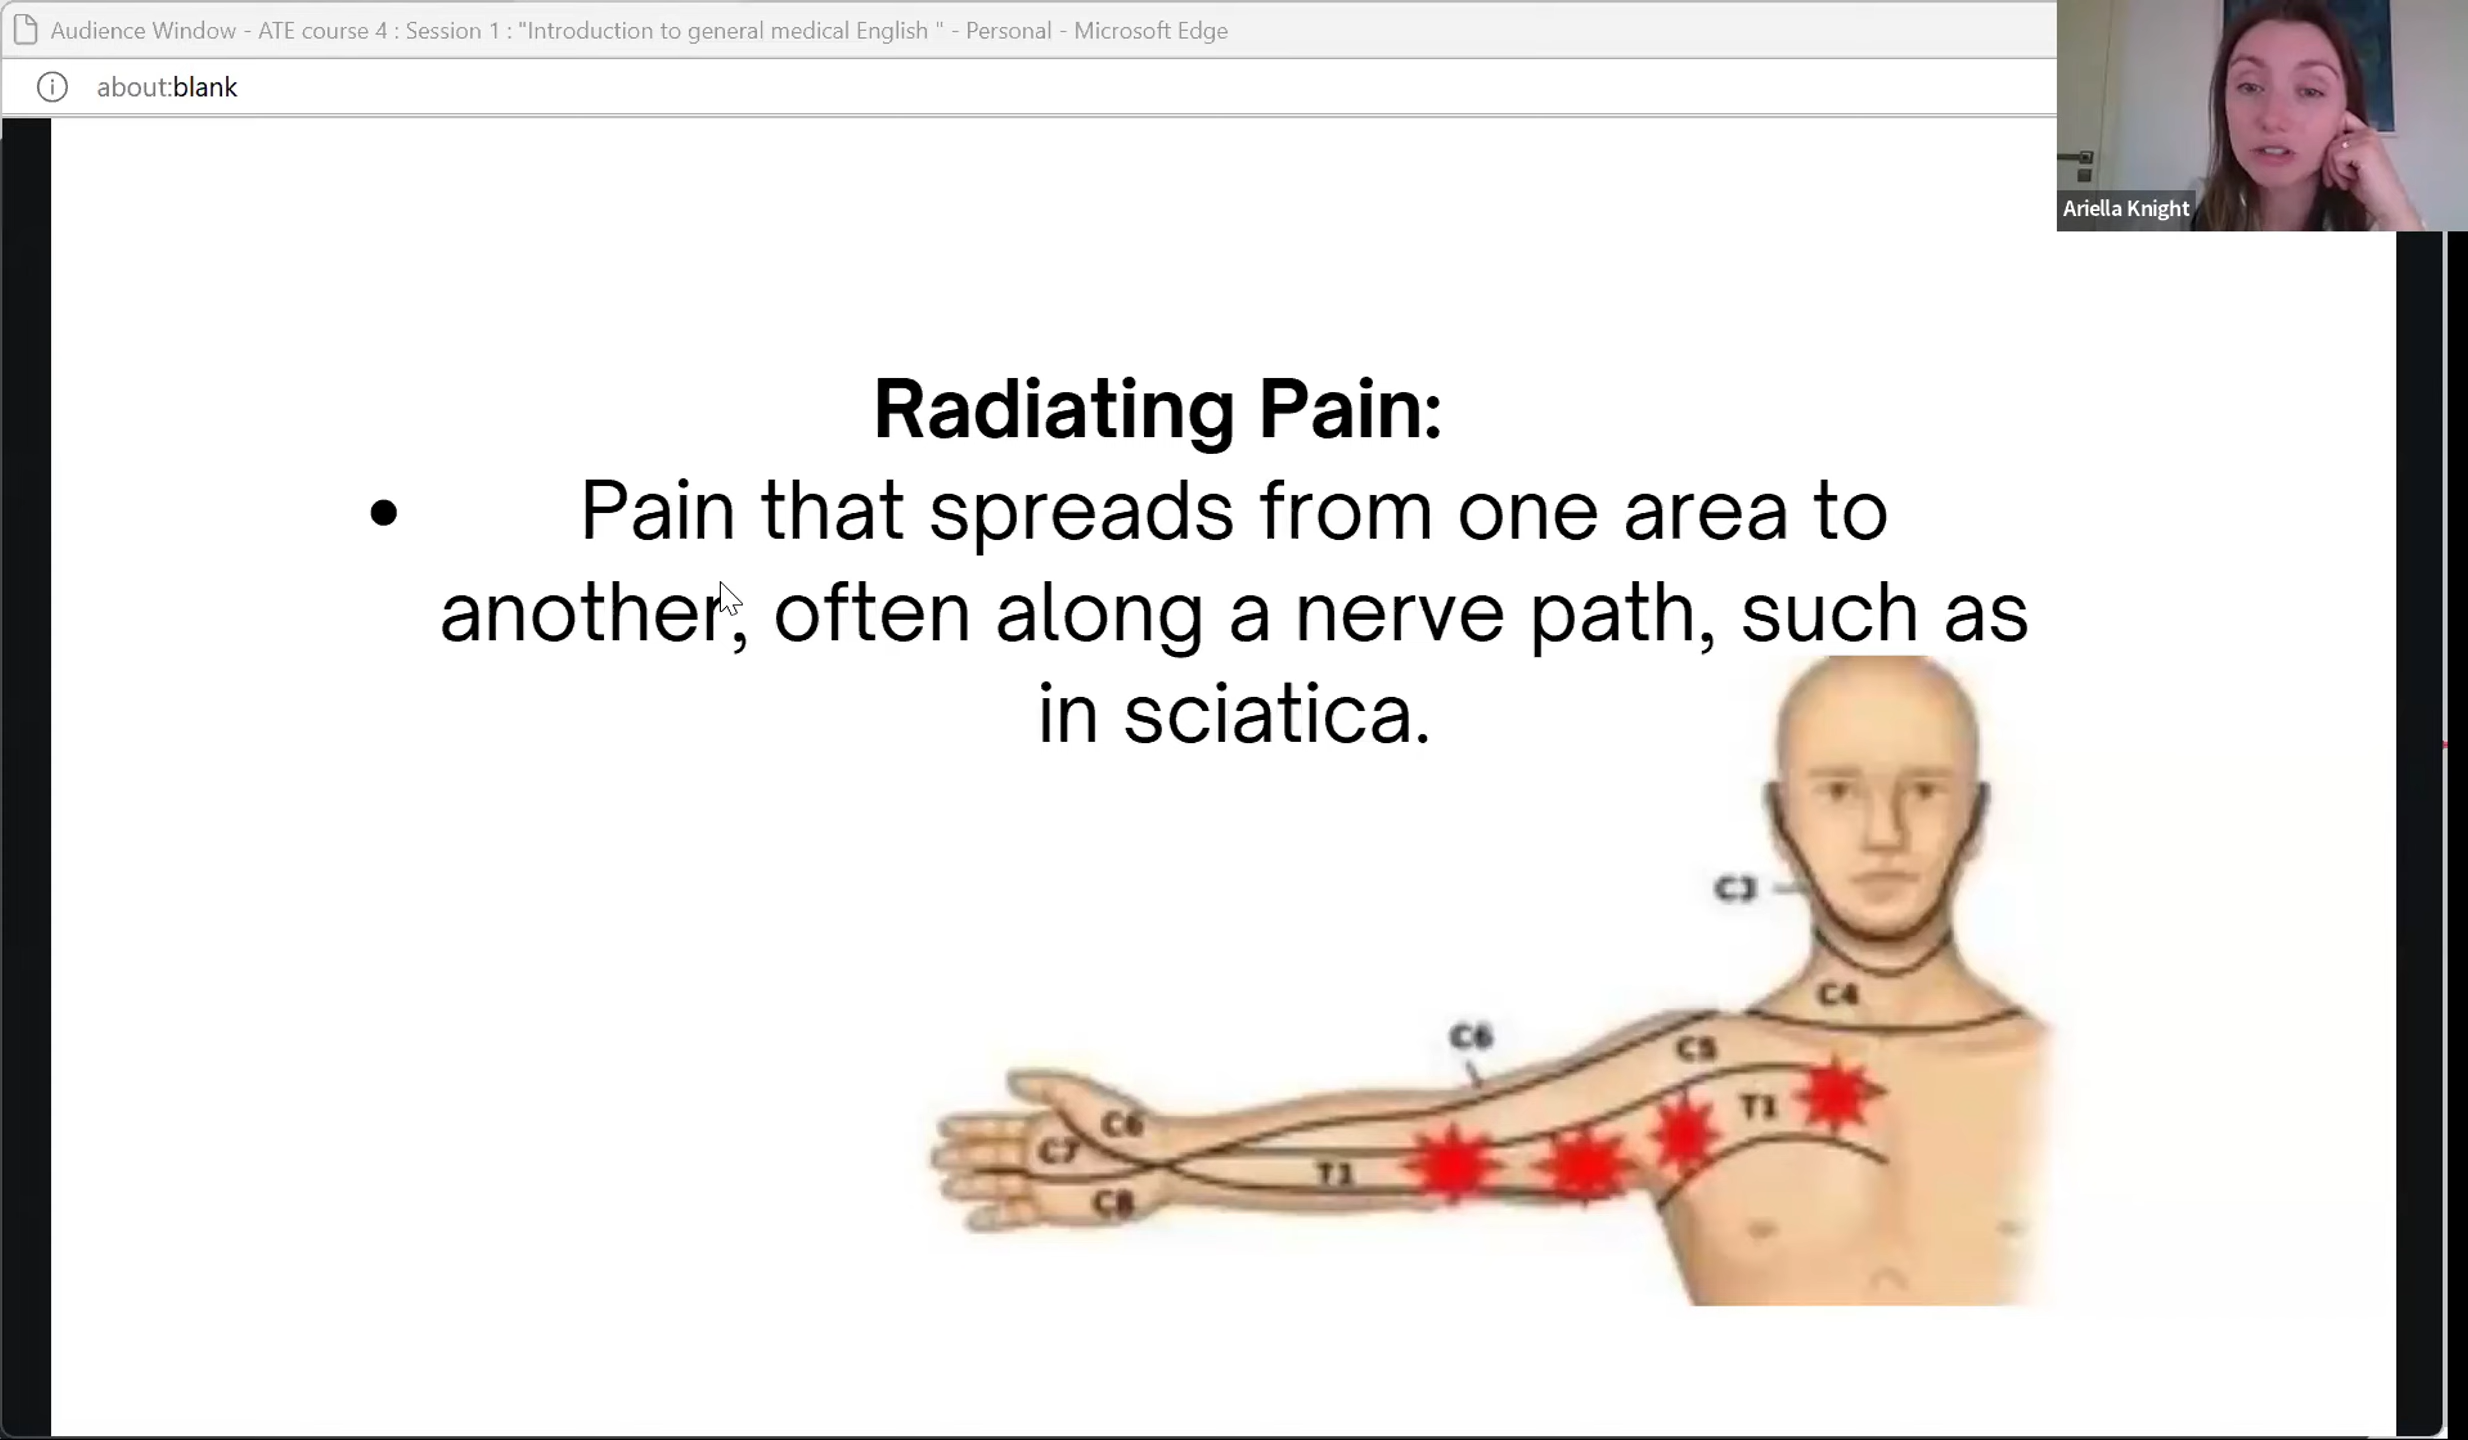 Audience Window - ATE course 4 : Session 1 : "Introduction to general medical English " - Personal - Microsoft Edge
about:blank
Ariella Knight
Radiating Pain:
• Pain that spreads from one area to
another, often along a nerve path, such as
in sciatica.
C3
C4
C6
C5
T1
C6
C7
T1
C8